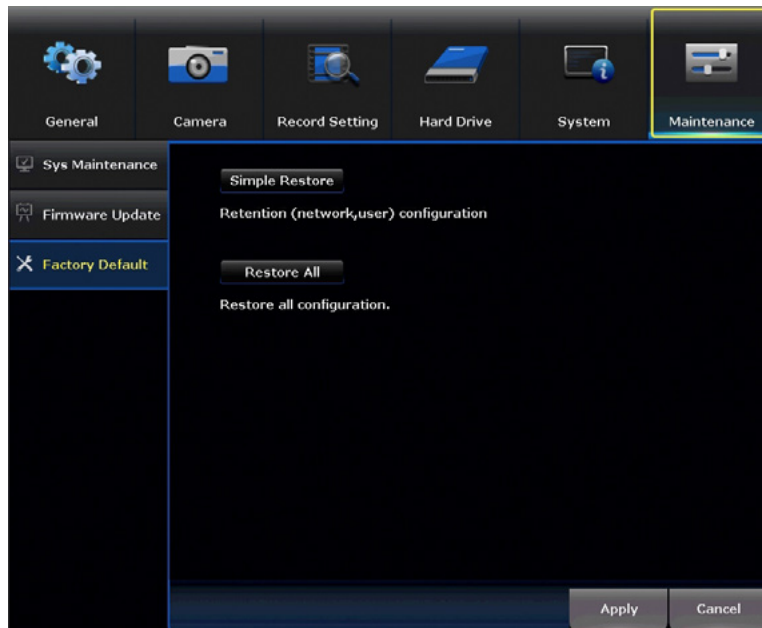 General
Camera
Record Setting
Hard Drive
System
Maintenance
Sys Maintenance
Firmware Update
Factory Default
Simple Restore
Retention (network,user) configuration
Restore All
Restore all configuration.
Apply
Cancel